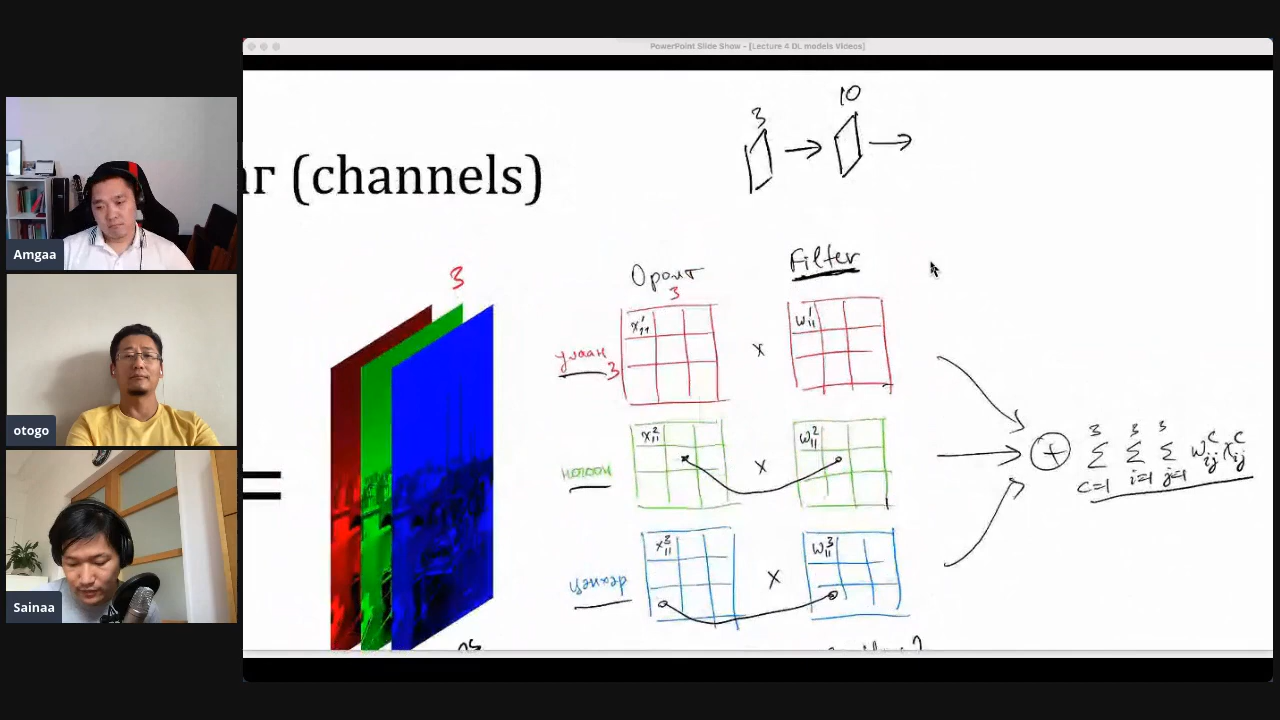 PowerPoint Slide Show - [Lecture 4 DL models Videos]
3 10
аг (channels)
3
Оролт Filter
3
улаан 3 x¹₁₁ x w¹₁₁
ногоон x²₁₁ x w²₁₁
цэнхэр x³₁₁ x w³₁₁
+ 3 Σ c=1 3 Σ i=1 3 Σ j=1 wᶜᵢⱼ xᶜᵢⱼ
=
Amgaa
otogo
Sainaa